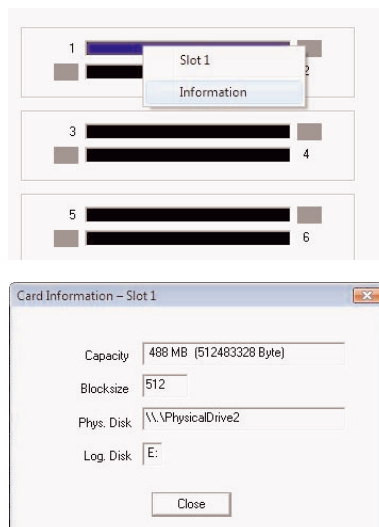 1
Slot 1
2
Information
3
4
5
6
Card Information – Slot 1
Capacity 488 MB (512483328 Byte)
Blocksize 512
Phys. Disk \\.\PhysicalDrive2
Log. Disk E:
Close